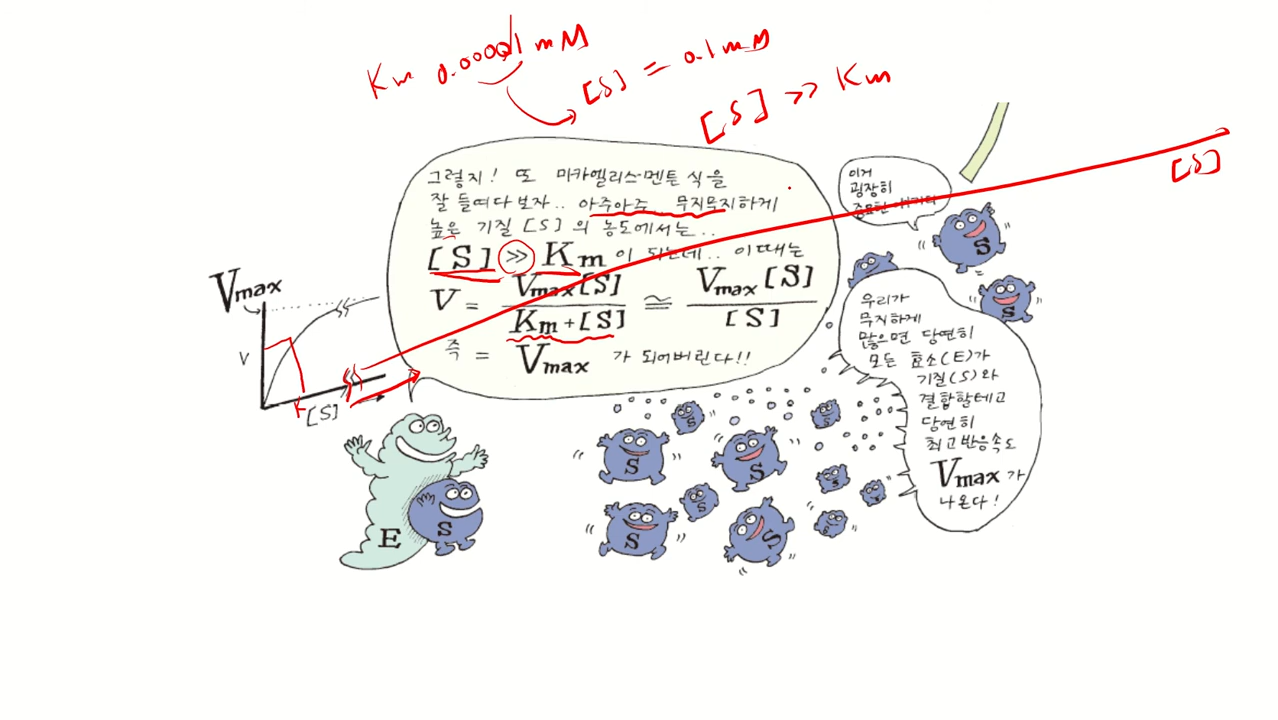 Km 0.00001 mM
[S] = 0.1 mM
[S] >> Km
[S]
그렇지! 또 미카엘리스-멘튼 식을
잘 들여다보자.. 아주아주 무지무지하게
높은 기질 [S] 의 농도에서는..
[S] ≫ Km 이 되는데.. 이때는
V = Vmax[S] / Km+[S] ≅ Vmax[S] / [S]
즉 = Vmax 가 되어버린다!!
이거
굉장히
중요한
Vmax
V
K
[S]
우리가
무지하게
많으면 당연히
모든 효소(E)가
기질(S)와
결합할테고
당연히
최고반응속도
Vmax 가
나온다!
E
S
S
S
S
S
S
S
S
S
S
S
S
S